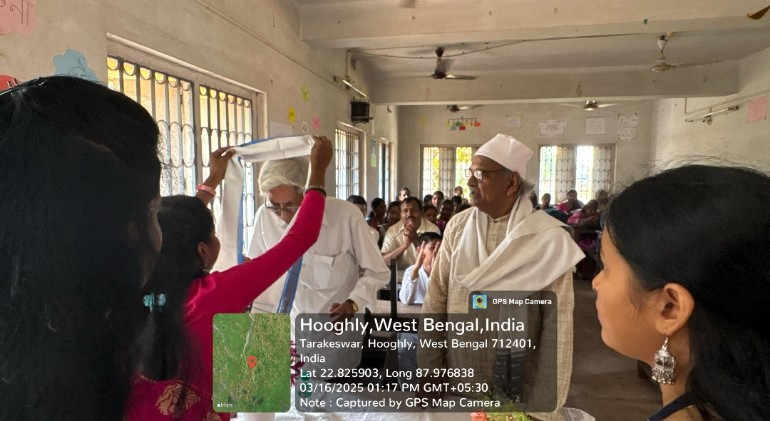 GPS Map Camera
Hooghly,West Bengal,India
Tarakeswar, Hooghly, West Bengal 712401,
India
Lat 22.825903, Long 87.976838
03/16/2025 01:17 PM GMT+05:30
Note : Captured by GPS Map Camera